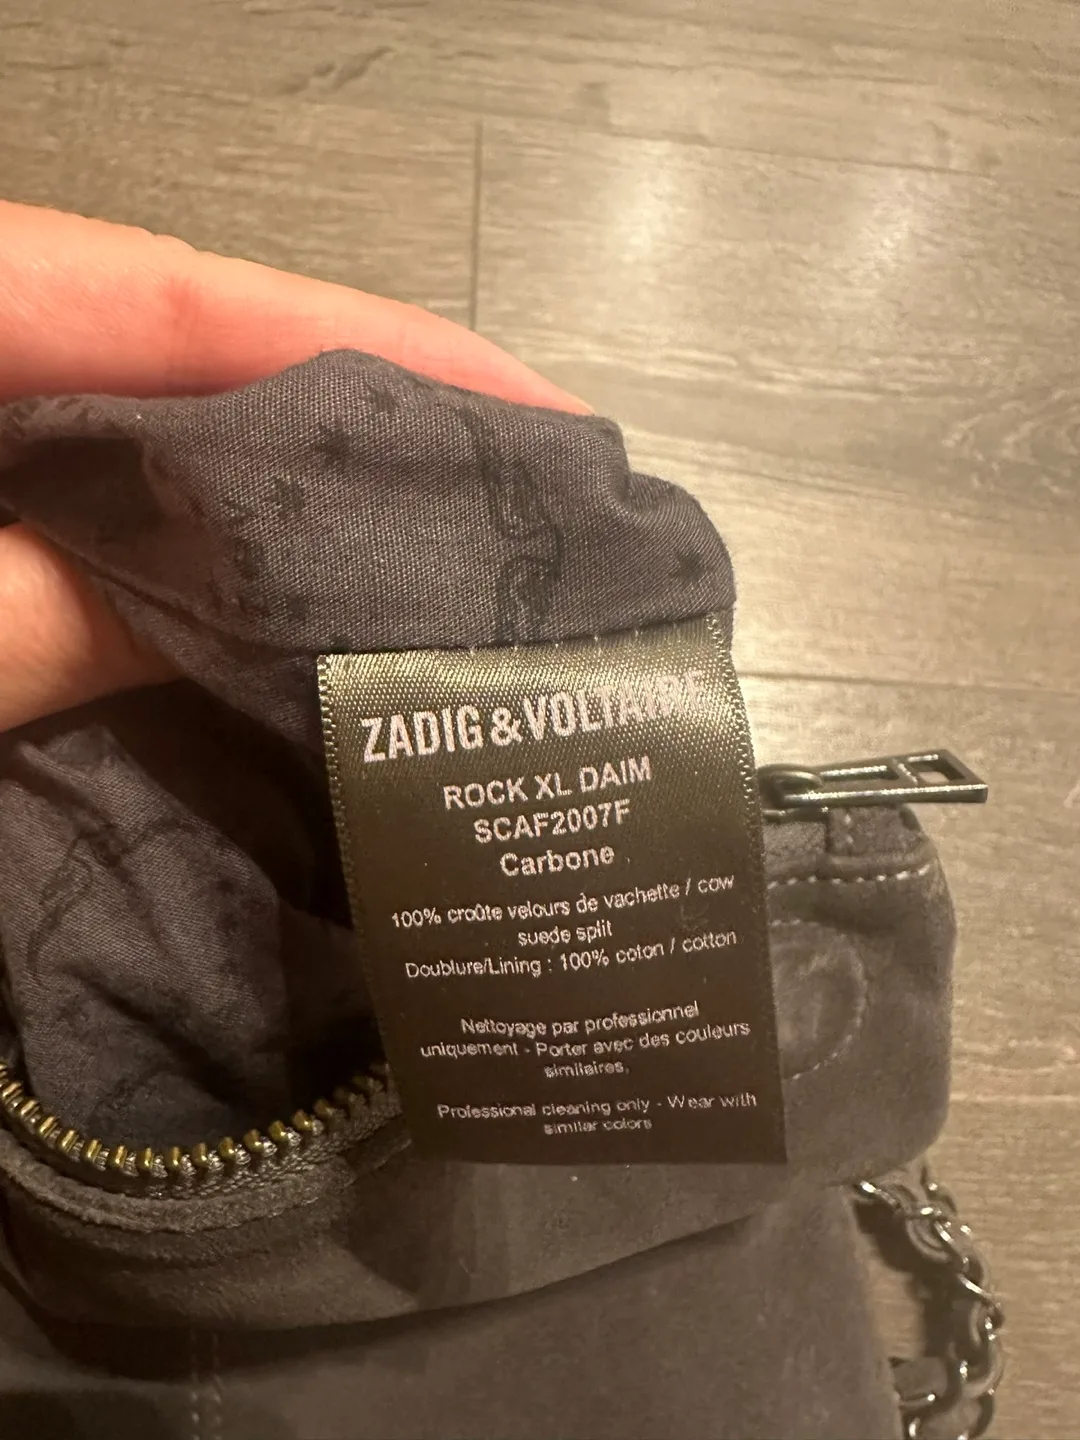 ZADIG & VOLTAIRE
ROCK XL DAIM
SCAF2007F
Carbone
100% croûte velours de vachette / cow
suede split
Doublure/Lining : 100% coton / cotton
Nettoyage par professionnel
uniquement - Porter avec des couleurs
similaires.
Professional cleaning only - Wear with
similar colors